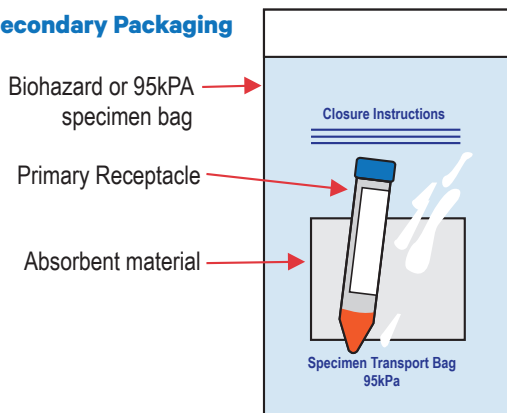 econdary Packaging
Biohazard or 95kPA
specimen bag
Closure Instructions
Primary Receptacle
Absorbent material
Specimen Transport Bag
95kPa